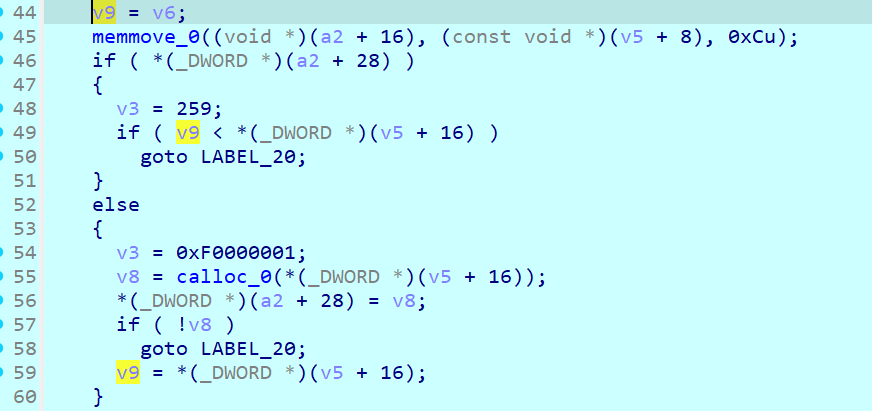 44 v9 = v6;
45 memmove_0((void *)(a2 + 16), (const void *)(v5 + 8), 0xCu);
46 if ( *(_DWORD *)(a2 + 28) )
47 {
48 v3 = 259;
49 if ( v9 < *(_DWORD *)(v5 + 16) )
50 goto LABEL_20;
51 }
52 else
53 {
54 v3 = 0xF0000001;
55 v8 = calloc_0(*(_DWORD *)(v5 + 16));
56 *(_DWORD *)(a2 + 28) = v8;
57 if ( !v8 )
58 goto LABEL_20;
59 v9 = *(_DWORD *)(v5 + 16);
60 }